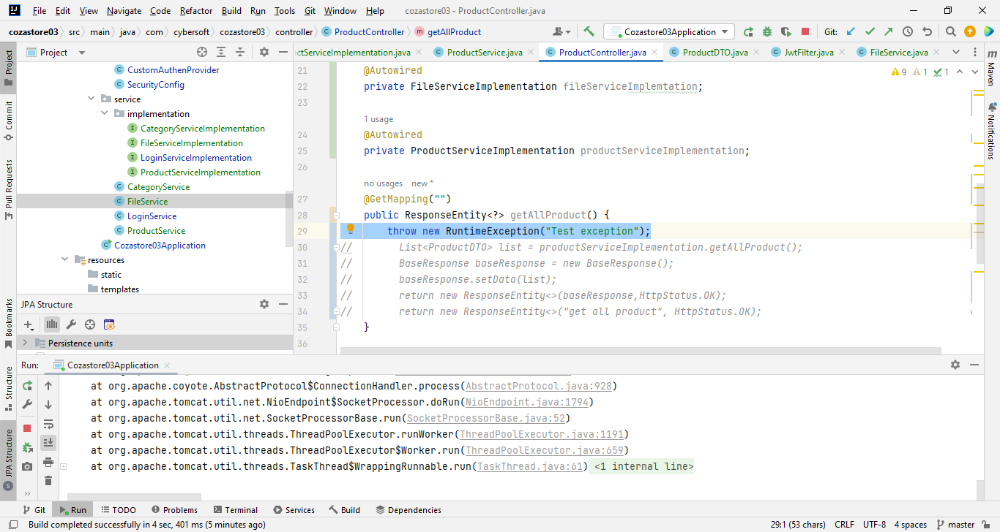 File Edit View Navigate Code Refactor Build Run Tools Git Window Help cozastore03 - ProductController.java
cozastore03 src main java com cybersoft cozastore03 controller C ProductController m getAllProduct Cozastore03Application Git:
Project
ctServiceImplementation.java ProductService.java ProductController.java ProductDTO.java JwtFilter.java FileService.java
CustomAuthenProvider
SecurityConfig
service
implementation
CategoryServiceImplementation
FileServiceImplementation
LoginServiceImplementation
ProductServiceImplementation
CategoryService
FileService
LoginService
ProductService
Cozastore03Application
resources
static
templates
JPA Structure
Persistence units
21 @Autowired
22 private FileServiceImplementation fileServiceImplemtation;
23
1 usage
24 @Autowired
25 private ProductServiceImplementation productServiceImplementation;
26
no usages new *
27 @GetMapping("")
28 public ResponseEntity<?> getAllProduct() {
29 throw new RuntimeException("Test exception");
30 // List<ProductDTO> list = productServiceImplementation.getAllProduct();
31 // BaseResponse baseResponse = new BaseResponse();
32 // baseResponse.setData(list);
33 // return new ResponseEntity<>(baseResponse,HttpStatus.OK);
34 // return new ResponseEntity<>("get all product", HttpStatus.OK);
35 }
36
9 1 1
Project
Commit
Pull Requests
Bookmarks
Structure
JPA Structure
Maven
Notifications
Run: Cozastore03Application
at org.apache.coyote.AbstractProtocol$ConnectionHandler.process(AbstractProtocol.java:928)
at org.apache.tomcat.util.net.NioEndpoint$SocketProcessor.doRun(NioEndpoint.java:1794)
at org.apache.tomcat.util.net.SocketProcessorBase.run(SocketProcessorBase.java:52)
at org.apache.tomcat.util.threads.ThreadPoolExecutor.runWorker(ThreadPoolExecutor.java:1191)
at org.apache.tomcat.util.threads.ThreadPoolExecutor$Worker.run(ThreadPoolExecutor.java:659)
at org.apache.tomcat.util.threads.TaskThread$WrappingRunnable.run(TaskThread.java:61) <1 internal line>
Git Run TODO Problems Terminal Services Build Dependencies
Build completed successfully in 4 sec, 401 ms (5 minutes ago) 29:1 (53 chars) CRLF UTF-8 4 spaces master